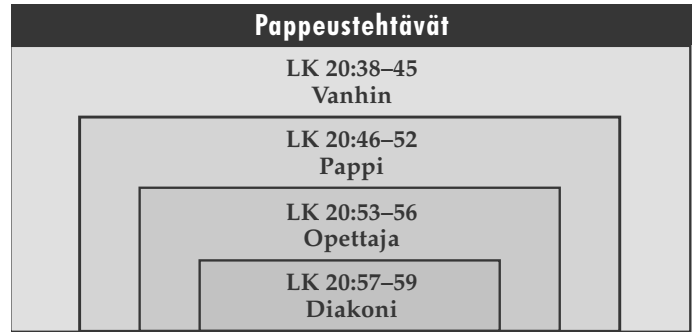 Pappeustehtävät
LK 20:38–45
Vanhin
LK 20:46–52
Pappi
LK 20:53–56
Opettaja
LK 20:57–59
Diakoni